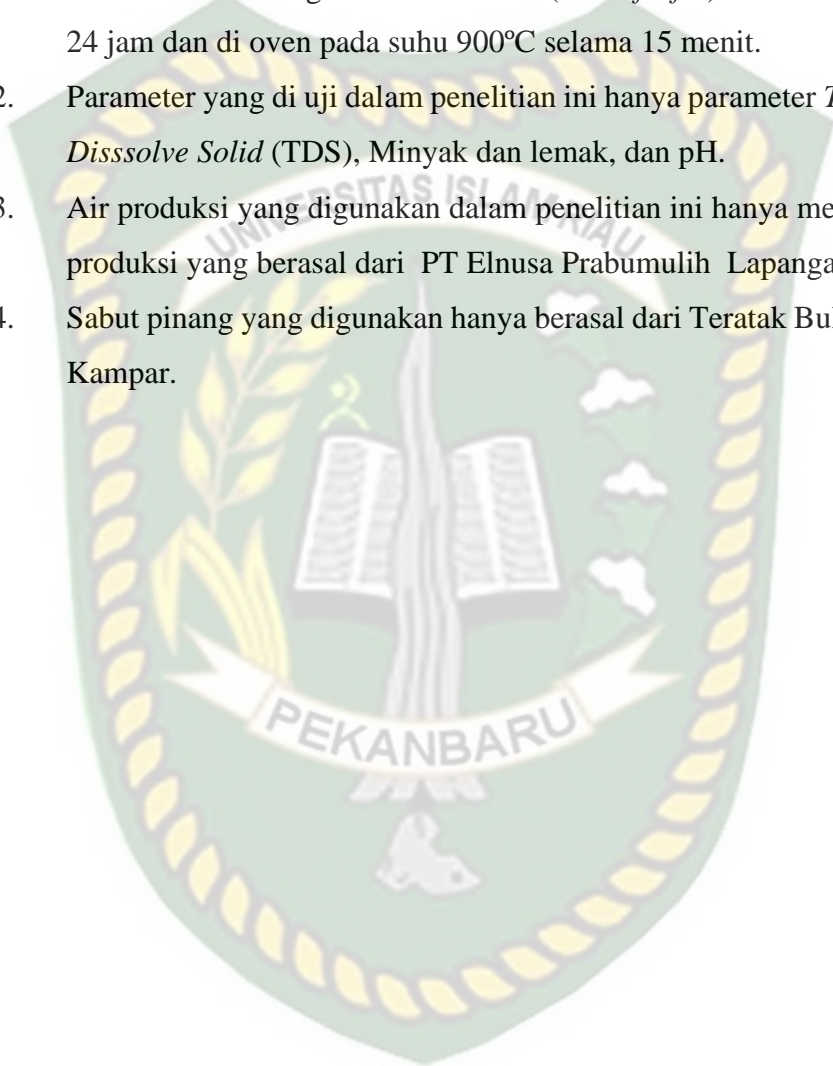 24 jam dan di oven pada suhu 900ºC selama 15 menit.
2. Parameter yang di uji dalam penelitian ini hanya parameter
Disssolve Solid (TDS), Minyak dan lemak, dan pH.
3. Air produksi yang digunakan dalam penelitian ini hanya
produksi yang berasal dari PT Elnusa Prabumulih
4. Sabut pinang yang digunakan hanya berasal dari Teratak
Kampar.
UNIVERSITAS ISLAM RIAU
PEKANBARU